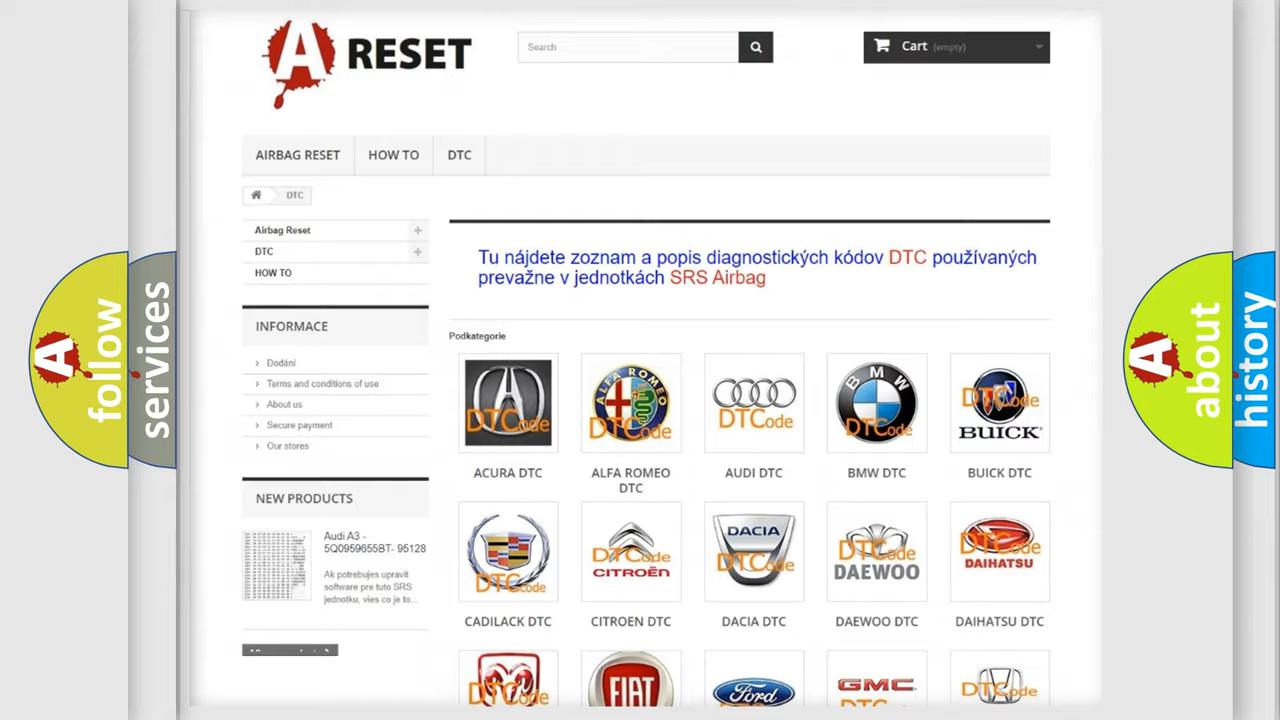 A RESET
Search
Cart (empty)
AIRBAG RESET
HOW TO
DTC
DTC
Airbag Reset
DTC
HOW TO
INFORMACE
Dodání
Terms and conditions of use
About us
Secure payment
Our stores
NEW PRODUCTS
Audi A3 -
5Q0959655BT- 95128
Ak potrebujes upravit
software pre tuto SRS
jednotku, vies co je to...
Tu nájdete zoznam a popis diagnostických kódov DTC používaných
prevažne v jednotkách SRS Airbag
Podkategorie
DTCode
ALFA ROMEO
DTCode
DTCode
BMW
DTCode
DTCode
BUICK
ACURA DTC
ALFA ROMEO
DTC
AUDI DTC
BMW DTC
BUICK DTC
DTCode
DTCode
CITROËN
DACIA
DTCode
DTCode
DAEWOO
DTCode
DAIHATSU
CADILACK DTC
CITROEN DTC
DACIA DTC
DAEWOO DTC
DAIHATSU DTC
DTCode
FIAT
Ford
GMC
DTCode
A follow
services
A about
history